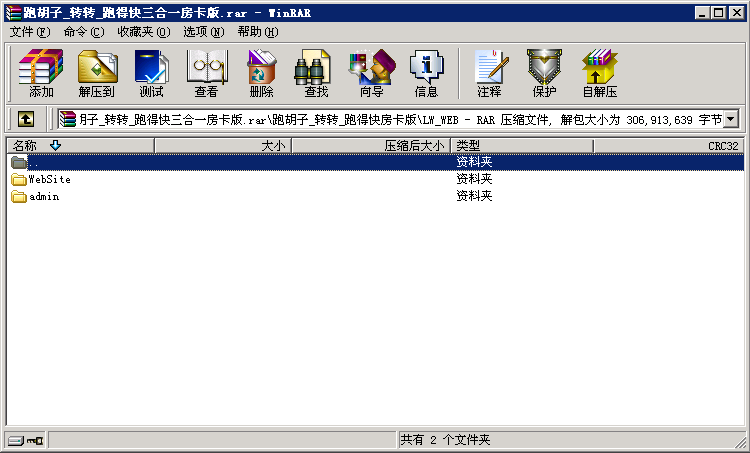 跑胡子_转转_跑得快三合一房卡版.rar - WinRAR
文件(F) 命令(C) 收藏夹(O) 选项(N) 帮助(H)
添加 解压到 测试 查看 删除 查找 向导 信息 注释 保护 自解压
胡子_转转_跑得快三合一房卡版.rar\跑胡子_转转_跑得快房卡版\LW_WEB - RAR 压缩文件, 解包大小为 306,913,639 字节
名称 大小 压缩后大小 类型 CRC32
.. 资料夹
WebSite 资料夹
admin 资料夹
共有 2 个文件夹